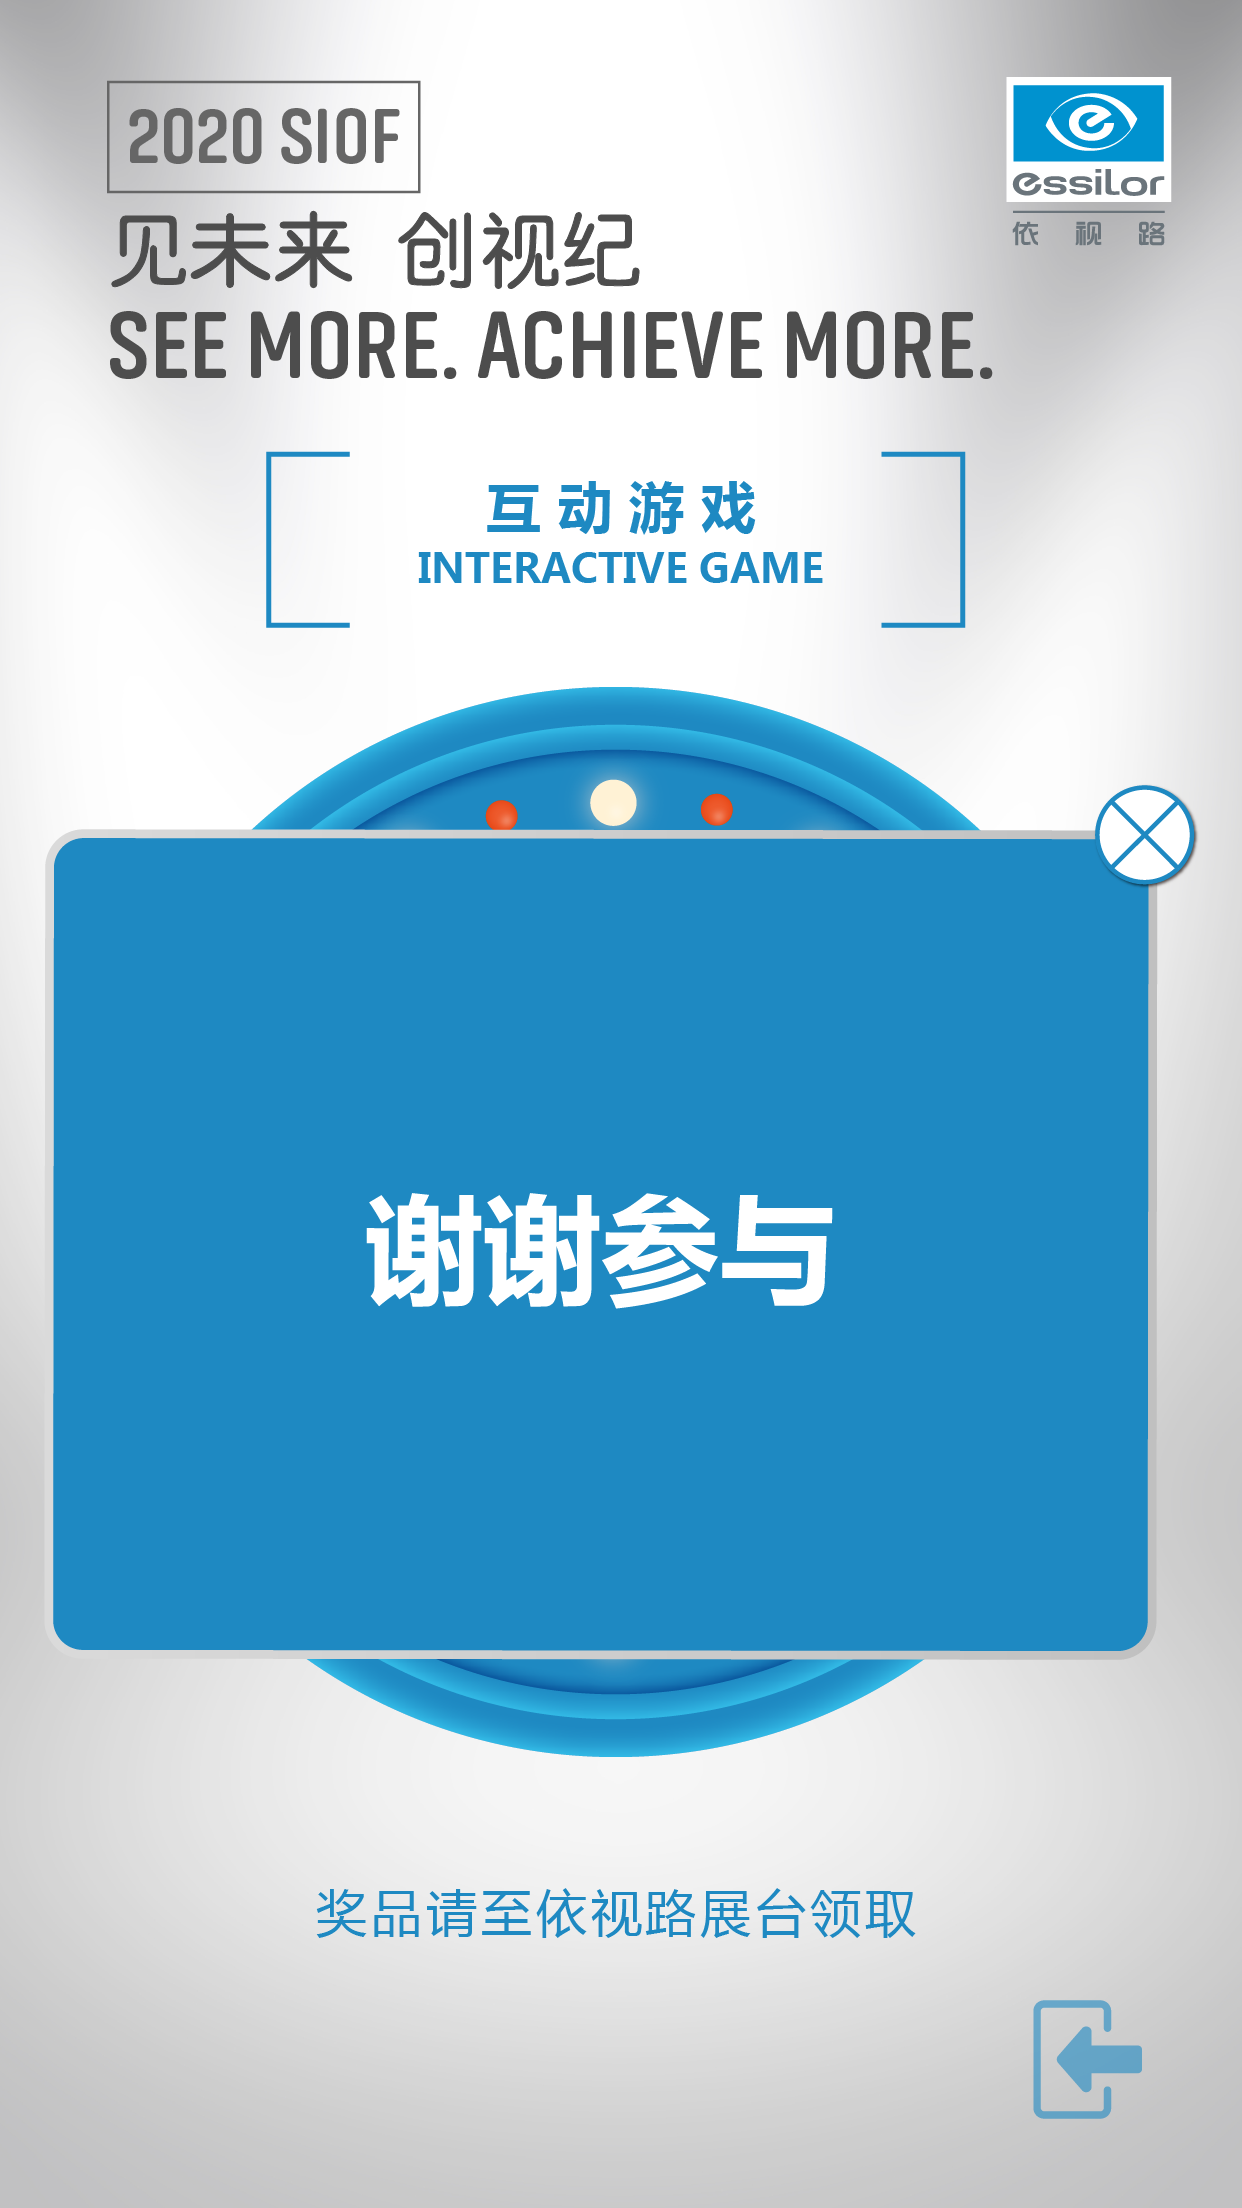 2020 SIOF
essilor
依视路
见未来 创视纪
SEE MORE. ACHIEVE MORE.
互动游戏
INTERACTIVE GAME
谢谢参与
奖品请至依视路展台领取